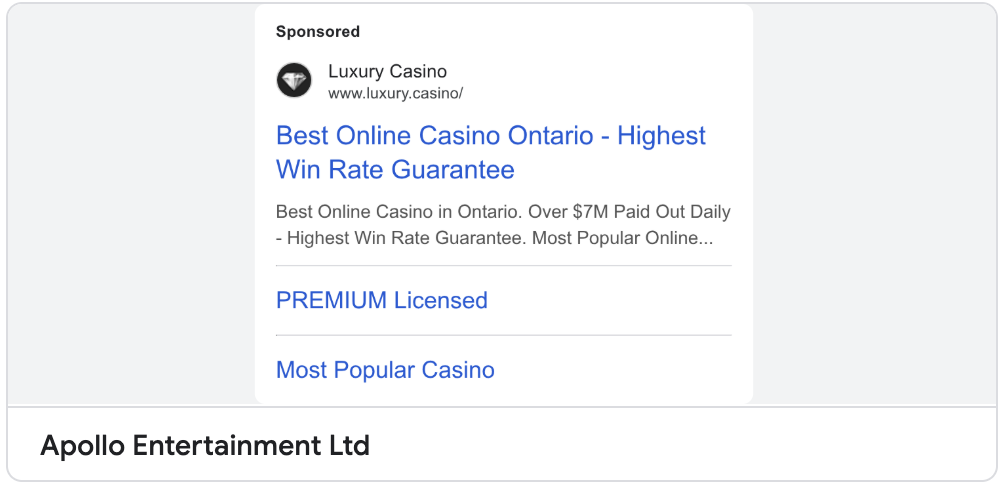 Sponsored
Luxury Casino
www.luxury.casino/
Best Online Casino Ontario - Highest
Win Rate Guarantee
Best Online Casino in Ontario. Over $7M Paid Out Daily
- Highest Win Rate Guarantee. Most Popular Online...
PREMIUM Licensed
Most Popular Casino
Apollo Entertainment Ltd